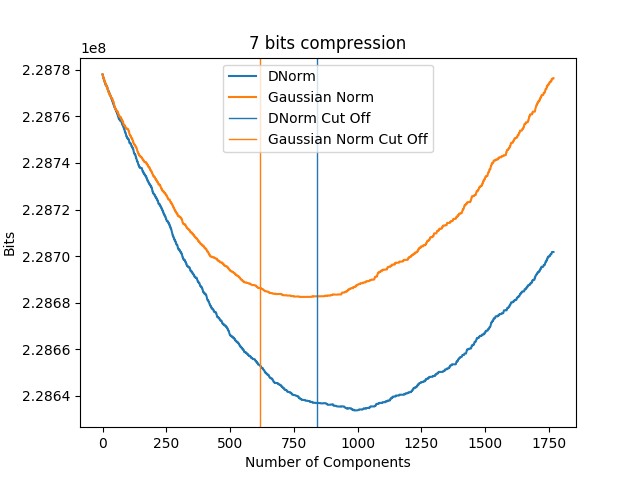 7 bits compression
1e8
2.2878
2.2876
2.2874
2.2872
2.2870
2.2868
2.2866
2.2864
Bits
DNorm
Gaussian Norm
DNorm Cut Off
Gaussian Norm Cut Off
0 250 500 750 1000 1250 1500 1750
Number of Components